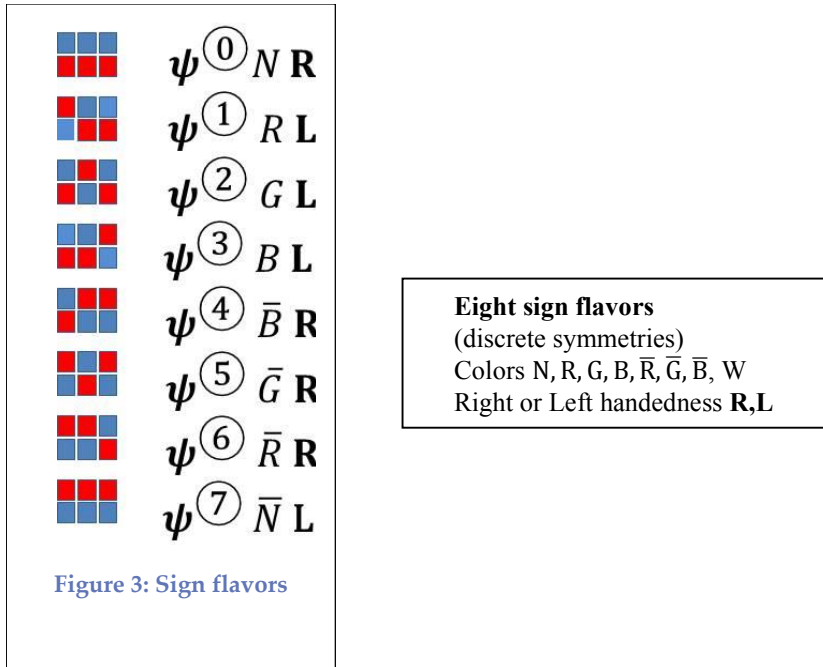 ψ⓪ N R
ψ① R L
ψ② G L
ψ③ B L
ψ④ B̅ R
ψ⑤ G̅ R
ψ⑥ R̅ R
ψ⑦ N̅ L
Figure 3: Sign flavors
Eight sign flavors
(discrete symmetries)
Colors N, R, G, B, R̅, G̅, B̅, W
Right or Left handedness R,L